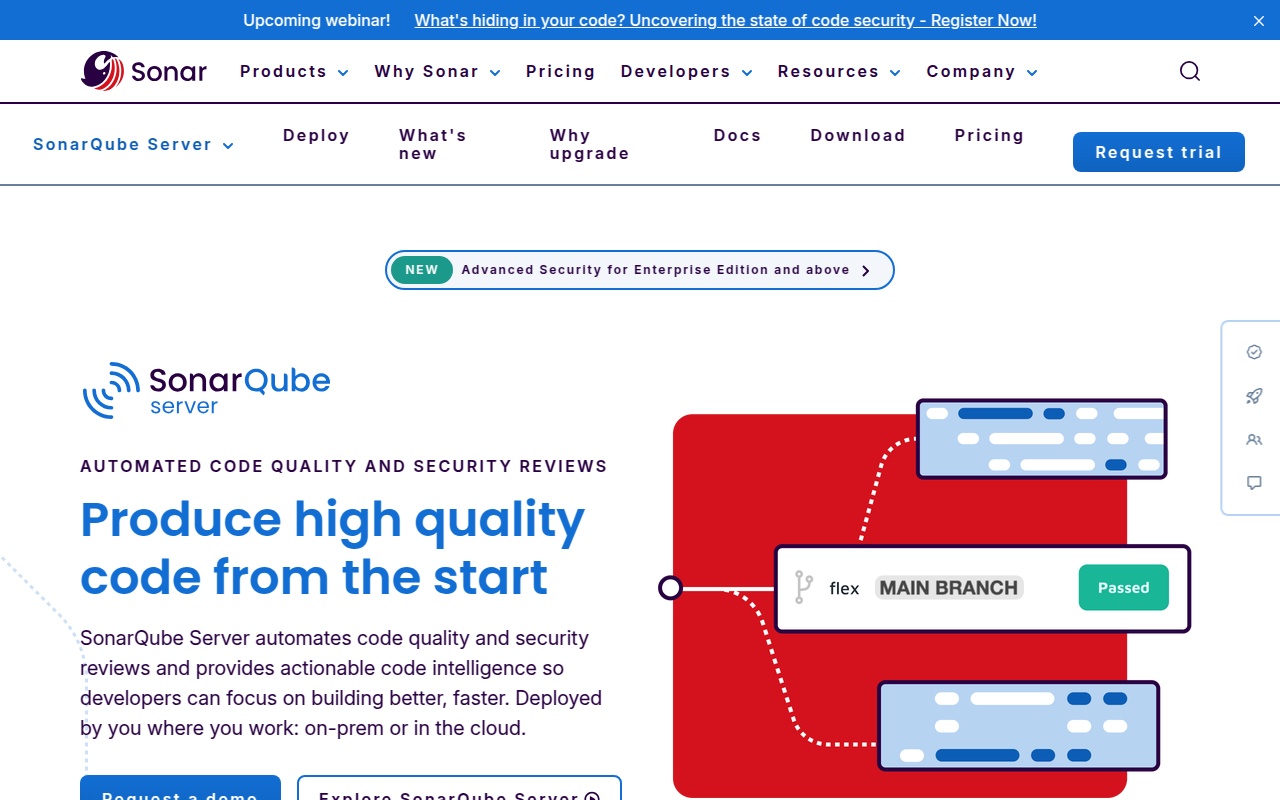 Upcoming webinar! What's hiding in your code? Uncovering the state of code security - Register Now!
Sonar Products Why Sonar Pricing Developers Resources Company
SonarQube Server Deploy What's new Why upgrade Docs Download Pricing Request trial
NEW Advanced Security for Enterprise Edition and above
SonarQube
server
AUTOMATED CODE QUALITY AND SECURITY REVIEWS
Produce high quality
code from the start
SonarQube Server automates code quality and security
reviews and provides actionable code intelligence so
developers can focus on building better, faster. Deployed
by you where you work: on-prem or in the cloud.
Request a demo Explore SonarQube Server
flex MAIN BRANCH Passed